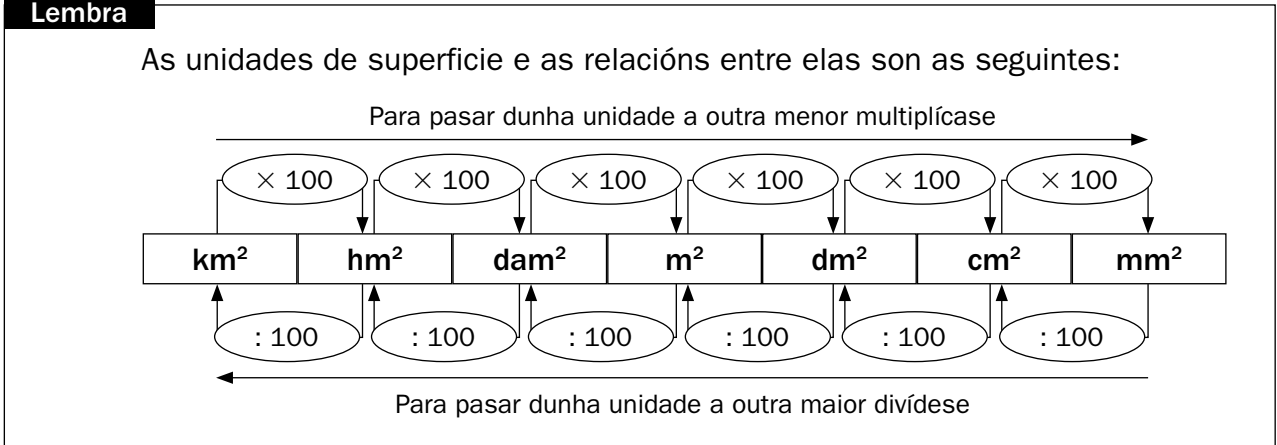 Lembra
As unidades de superficie e as relacións entre elas son as seguintes:
Para pasar dunha unidade a outra menor multiplícase
× 100 × 100 × 100 × 100 × 100 × 100
km² hm² dam² m² dm² cm² mm²
: 100 : 100 : 100 : 100 : 100 : 100
Para pasar dunha unidade a outra maior divídese